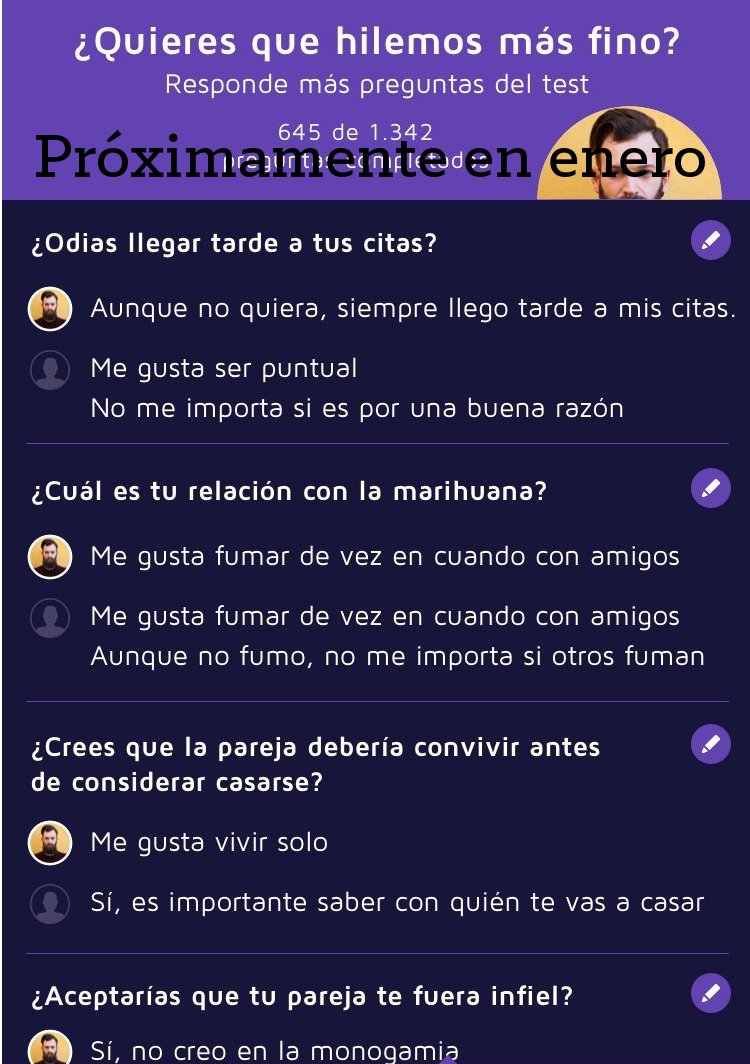 ¿Quieres que hilemos más fino?
Responde más preguntas del test
645 de 1.342
preguntas completadas
Próximamente en enero
¿Odias llegar tarde a tus citas?
Aunque no quiera, siempre llego tarde a mis citas.
Me gusta ser puntual
No me importa si es por una buena razón
¿Cuál es tu relación con la marihuana?
Me gusta fumar de vez en cuando con amigos
Me gusta fumar de vez en cuando con amigos
Aunque no fumo, no me importa si otros fuman
¿Crees que la pareja debería convivir antes
de considerar casarse?
Me gusta vivir solo
Sí, es importante saber con quién te vas a casar
¿Aceptarías que tu pareja te fuera infiel?
Sí, no creo en la monogamia